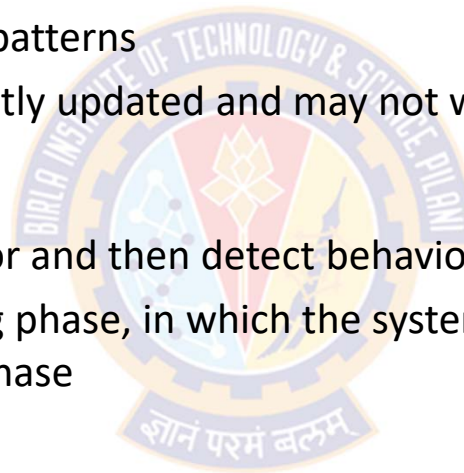 patterns
BIRLA INSTITUTE OF TECHNOLOGY & SCIENCE, PILANI
tly updated and may not w
or and then detect behavio
g phase, in which the system
hase
ज्ञानं परमं बलम्